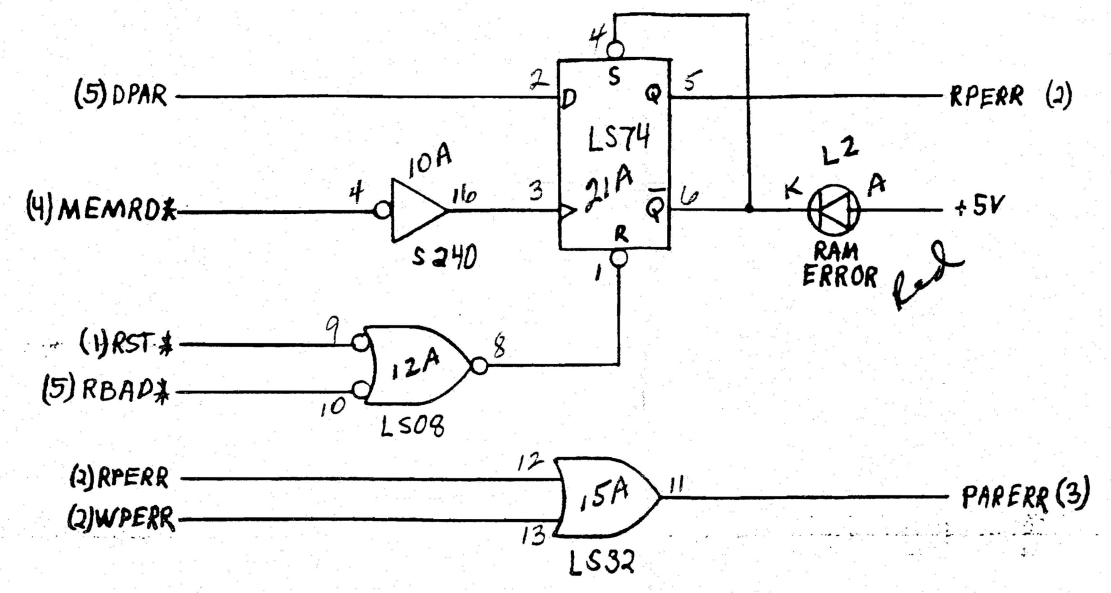 4
S
(5) DPAR
2
D
Q
5
RPERR (2)
LS74
L2
10A
(4) MEMRD*
4
16
3
21A
Q
6
K
A
+5V
S240
R
RAM
ERROR
Red
1
(1) RST*
9
12A
8
(5) RBAD*
10
LS08
(2) RPERR
12
15A
11
PARERR (3)
(2) WPERR
13
LS32